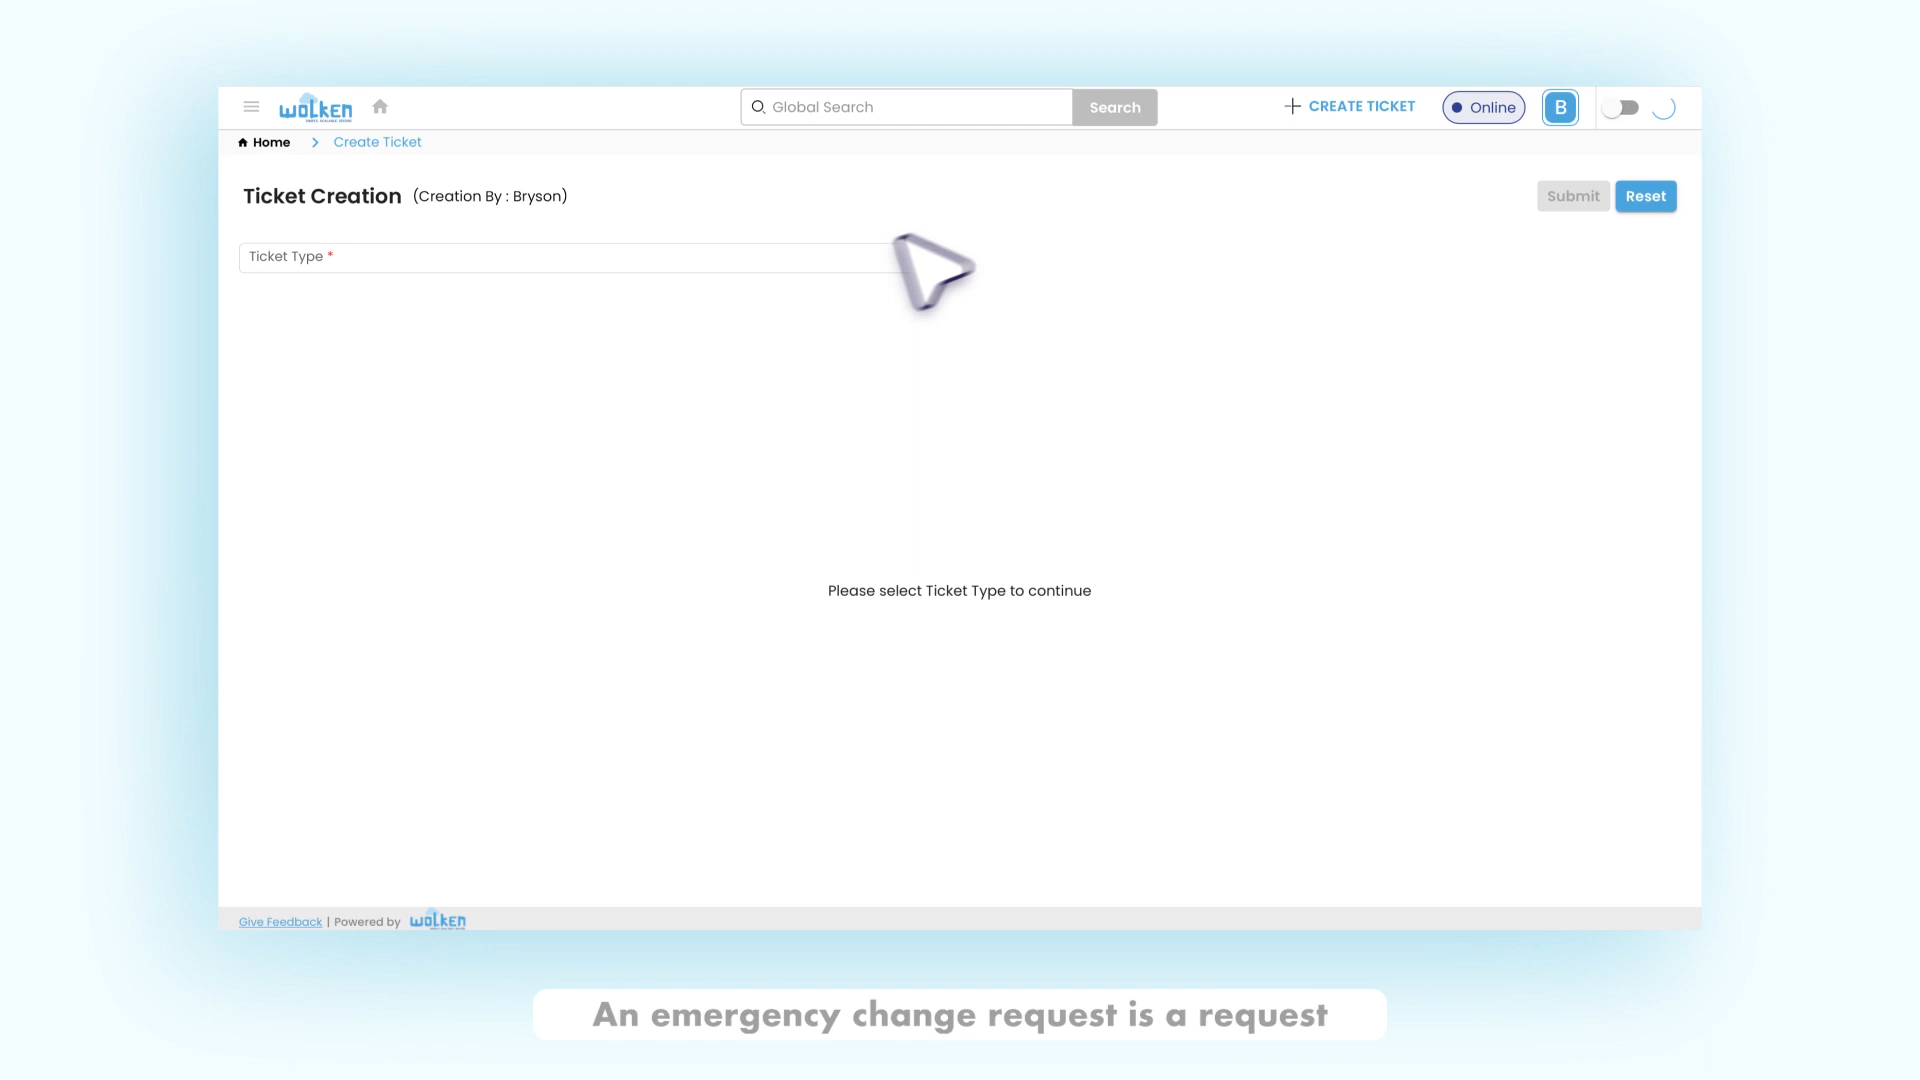 wolken
Global Search
Search
CREATE TICKET
Online
B
Home
Create Ticket
Ticket Creation (Creation By : Bryson)
Submit
Reset
Ticket Type *
Please select Ticket Type to continue
Give Feedback | Powered by wolken
An emergency change request is a request